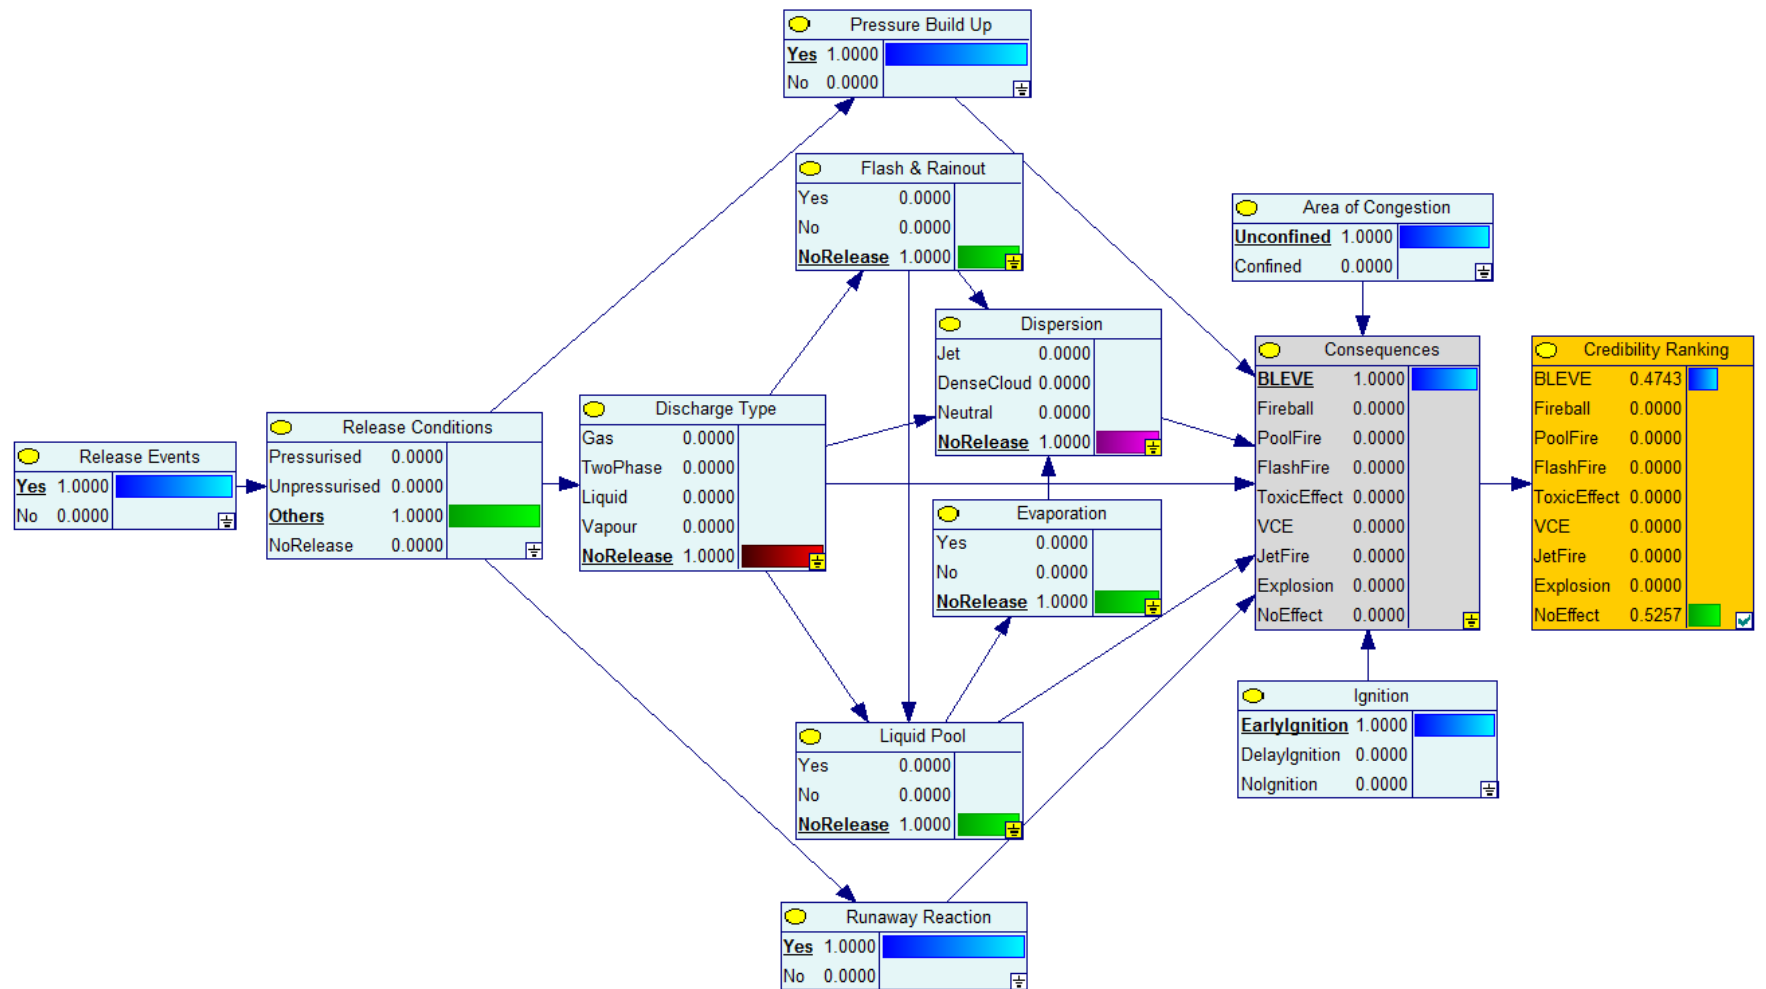 Pressure Build Up
Yes 1.0000
No 0.0000
Flash & Rainout
Yes 0.0000
No 0.0000
NoRelease 1.0000
Area of Congestion
Unconfined 1.0000
Confined 0.0000
Dispersion
Jet 0.0000
DenseCloud 0.0000
Neutral 0.0000
NoRelease 1.0000
Consequences
BLEVE 1.0000
Fireball 0.0000
PoolFire 0.0000
FlashFire 0.0000
ToxicEffect 0.0000
VCE 0.0000
JetFire 0.0000
Explosion 0.0000
NoEffect 0.0000
Credibility Ranking
BLEVE 0.4743
Fireball 0.0000
PoolFire 0.0000
FlashFire 0.0000
ToxicEffect 0.0000
VCE 0.0000
JetFire 0.0000
Explosion 0.0000
NoEffect 0.5257
Discharge Type
Gas 0.0000
TwoPhase 0.0000
Liquid 0.0000
Vapour 0.0000
NoRelease 1.0000
Release Conditions
Pressurised 0.0000
Unpressurised 0.0000
Others 1.0000
NoRelease 0.0000
Release Events
Yes 1.0000
No 0.0000
Evaporation
Yes 0.0000
No 0.0000
NoRelease 1.0000
Ignition
EarlyIgnition 1.0000
DelayIgnition 0.0000
NoIgnition 0.0000
Liquid Pool
Yes 0.0000
No 0.0000
NoRelease 1.0000
Runaway Reaction
Yes 1.0000
No 0.0000